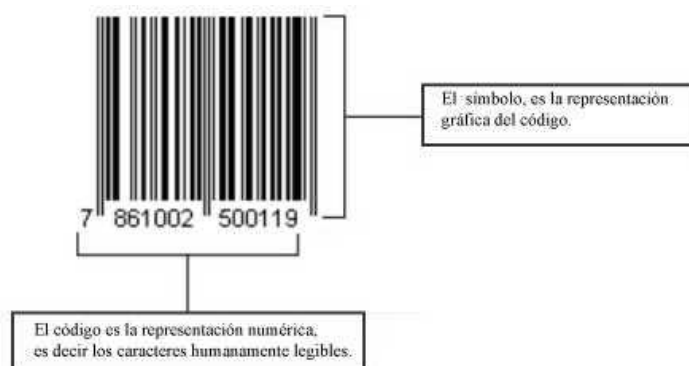 El símbolo, es la representación
gráfica del código.
7 861002 500119
El código es la representación numérica,
es decir los caracteres humanamente legibles.